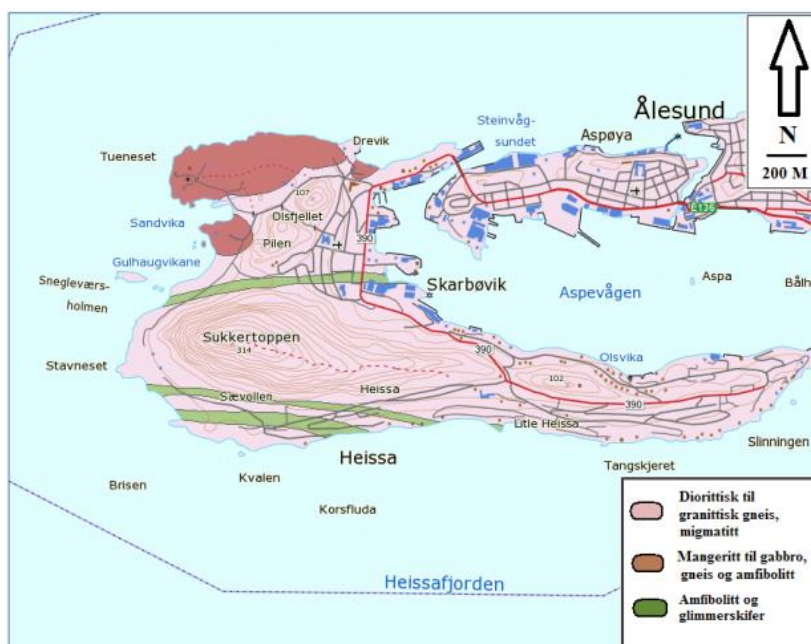 Ålesund
N
200 M
Steinvåg-
sundet
Aspøya
Drevik
Tueneset
E136
107
Olsfjellet
Sandvika
Pilen
390
Gulhaugvikane
Snegleværs-
holmen
Skarbøvik
Aspevågen
Aspa
Bålh
Sukkertoppen
314
Stavneset
390
Olsvika
102
Heissa
Sævollen
390
Litle Heissa
Slinningen
Heissa
Tangskjeret
Kvalen
Brisen
Korsfluda
Heissafjorden
Diorittisk til
granittisk gneis,
migmatitt
Mangeritt til gabbro,
gneis og amfibolitt
Amfibolitt og
glimmerskifer